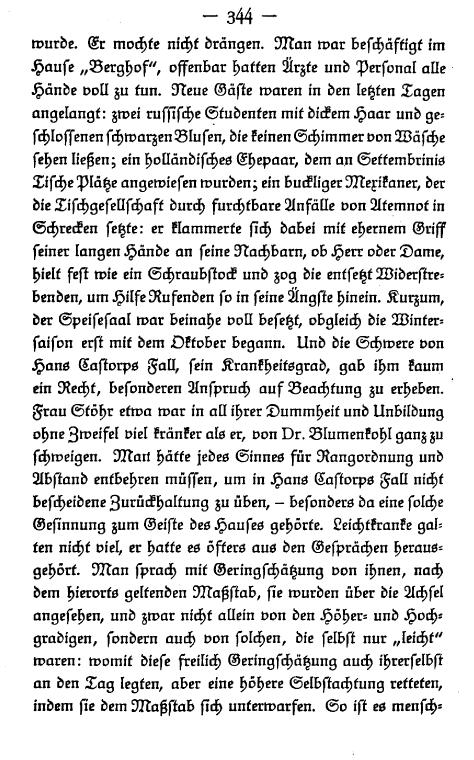 — 344 —
wurde. Er mochte nicht drängen. Man war beschäftigt im
Hause „Berghof“, offenbar hatten Ärzte und Personal alle
Hände voll zu tun. Neue Gäste waren in den letzten Tagen
angelangt: zwei russische Studenten mit dickem Haar und ge-
schlossenen schwarzen Blusen, die keinen Schimmer von Wäsche
sehen ließen; ein holländisches Ehepaar, dem an Settembrinis
Tische Plätze angewiesen wurden; ein buckliger Mexikaner, der
die Tischgesellschaft durch furchtbare Anfälle von Atemnot in
Schrecken setzte: er klammerte sich dabei mit ehernem Griff
seiner langen Hände an seine Nachbarn, ob Herr oder Dame,
hielt fest wie ein Schraubstock und zog die entsetzt Widerstre-
benden, um Hilfe Rufenden so in seine Ängste hinein. Kurzum,
der Speisesaal war beinahe voll besetzt, obgleich die Winter-
saison erst mit dem Oktober begann. Und die Schwere von
Hans Castorps Fall, sein Krankheitsgrad, gab ihm kaum
ein Recht, besonderen Anspruch auf Beachtung zu erheben.
Frau Stöhr etwa war in all ihrer Dummheit und Unbildung
ohne Zweifel viel kränker als er, von Dr. Blumenkohl ganz zu
schweigen. Man hätte jedes Sinnes für Rangordnung und
Abstand entbehren müssen, um in Hans Castorps Fall nicht
bescheidene Zurückhaltung zu üben, – besonders da eine solche
Gesinnung zum Geiste des Hauses gehörte. Leichtkranke gal-
ten nicht viel, er hatte es öfters aus den Gesprächen heraus-
gehört. Man sprach mit Geringschätzung von ihnen, nach
dem hierorts geltenden Maßstab, sie wurden über die Achsel
angesehen, und zwar nicht allein von den Höher- und Hoch-
gradigen, sondern auch von solchen, die selbst nur „leicht“
waren: womit diese freilich Geringschätzung auch ihrerselbst
an den Tag legten, aber eine höhere Selbstachtung retteten,
indem sie dem Maßstab sich unterwarfen. So ist es mensch-